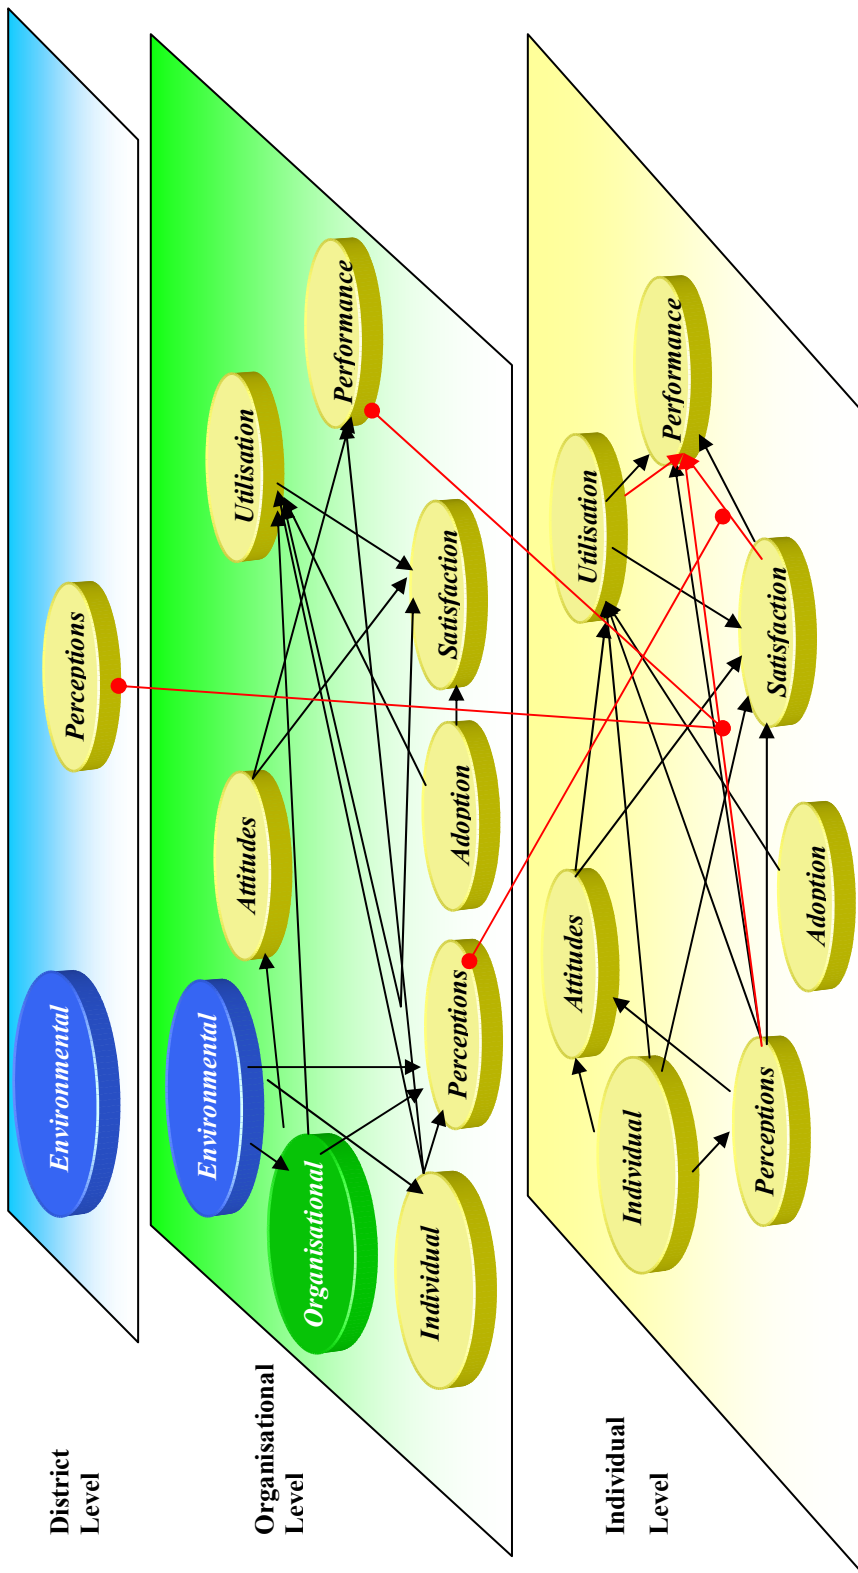 District
Level
Environmental
Perceptions
Organisational
Level
Environmental
Organisational
Individual
Perceptions
Attitudes
Adoption
Utilisation
Satisfaction
Performance
Individual
Level
Individual
Perceptions
Attitudes
Adoption
Utilisation
Satisfaction
Performance